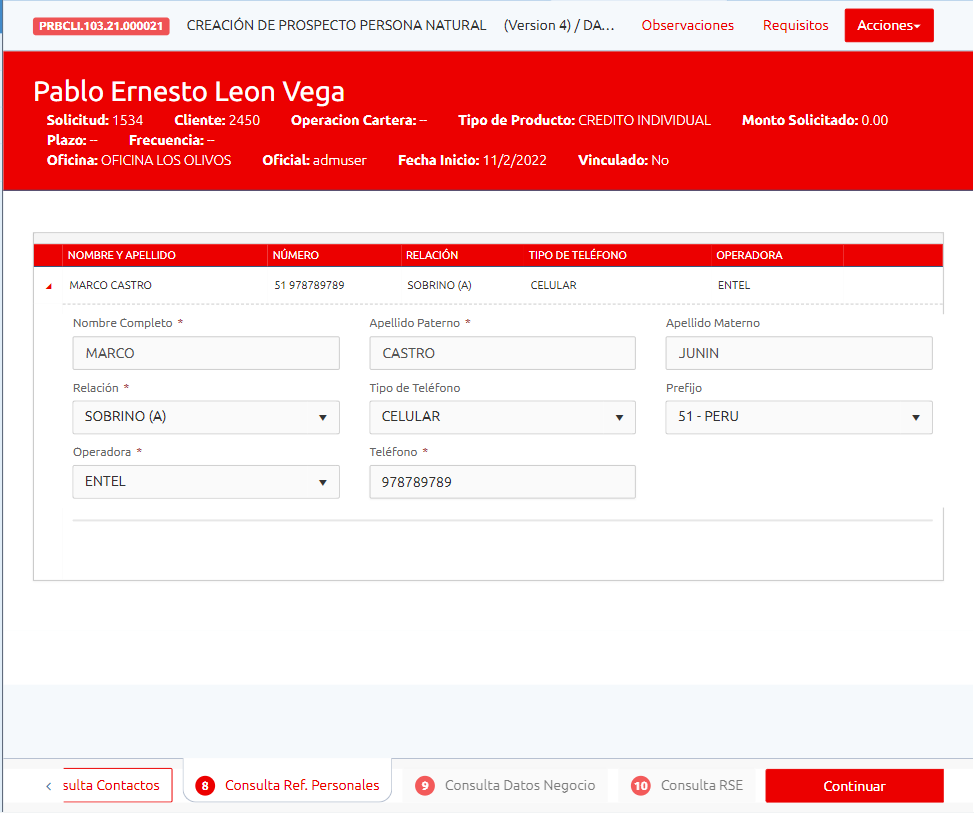 PRBCLI.103.21.000021 CREACIÓN DE PROSPECTO PERSONA NATURAL (Version 4) / DA... Observaciones Requisitos Acciones
Pablo Ernesto Leon Vega
Solicitud: 1534 Cliente: 2450 Operacion Cartera: -- Tipo de Producto: CREDITO INDIVIDUAL Monto Solicitado: 0.00
Plazo: -- Frecuencia: --
Oficina: OFICINA LOS OLIVOS Oficial: admuser Fecha Inicio: 11/2/2022 Vinculado: No
NOMBRE Y APELLIDO NÚMERO RELACIÓN TIPO DE TELÉFONO OPERADORA
MARCO CASTRO 51 978789789 SOBRINO (A) CELULAR ENTEL
Nombre Completo * Apellido Paterno * Apellido Materno
MARCO CASTRO JUNIN
Relación * Tipo de Teléfono Prefijo
SOBRINO (A) CELULAR 51 - PERU
Operadora * Teléfono *
ENTEL 978789789
< sulta Contactos 8 Consulta Ref. Personales 9 Consulta Datos Negocio 10 Consulta RSE Continuar